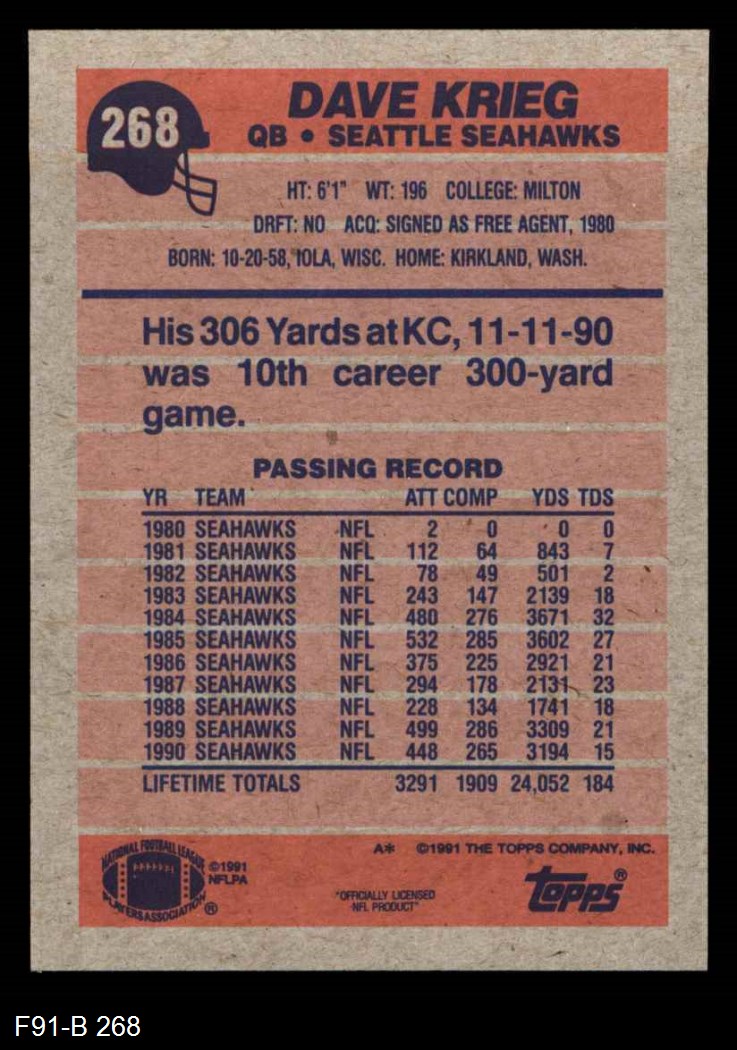 268
DAVE KRIEG
QB • SEATTLE SEAHAWKS
HT: 6'1" WT: 196 COLLEGE: MILTON
DRFT: NO ACQ: SIGNED AS FREE AGENT, 1980
BORN: 10-20-58, IOLA, WISC. HOME: KIRKLAND, WASH.
His 306 Yards at KC, 11-11-90
was 10th career 300-yard
game.
PASSING RECORD
YR TEAM ATT COMP YDS TDS
1980 SEAHAWKS NFL 2 0 0 0
1981 SEAHAWKS NFL 112 64 843 7
1982 SEAHAWKS NFL 78 49 501 2
1983 SEAHAWKS NFL 243 147 2139 18
1984 SEAHAWKS NFL 480 276 3671 32
1985 SEAHAWKS NFL 532 285 3602 27
1986 SEAHAWKS NFL 375 225 2921 21
1987 SEAHAWKS NFL 294 178 2131 23
1988 SEAHAWKS NFL 228 134 1741 18
1989 SEAHAWKS NFL 499 286 3309 21
1990 SEAHAWKS NFL 448 265 3194 15
LIFETIME TOTALS 3291 1909 24,052 184
A* ©1991 THE TOPPS COMPANY, INC.
NATIONAL FOOTBALL LEAGUE
PLAYERS ASSOCIATION ®
©1991
NFLPA
"OFFICIALLY LICENSED
NFL PRODUCT"
topps®
F91-B 268